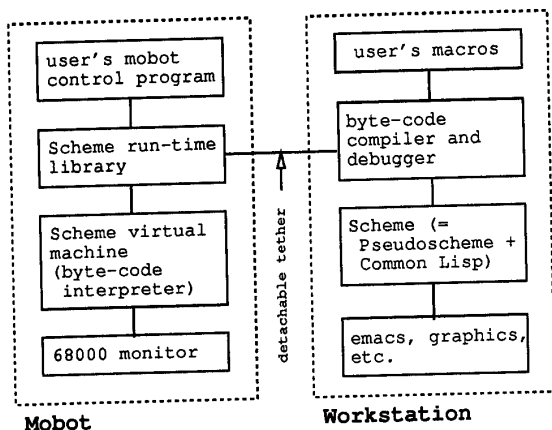 user's mobot
control program
Scheme run-time
library
Scheme virtual
machine
(byte-code
interpreter)
68000 monitor
Mobot
detachable tether
user's macros
byte-code
compiler and
debugger
Scheme (=
Pseudoscheme +
Common Lisp)
emacs, graphics,
etc.
Workstation